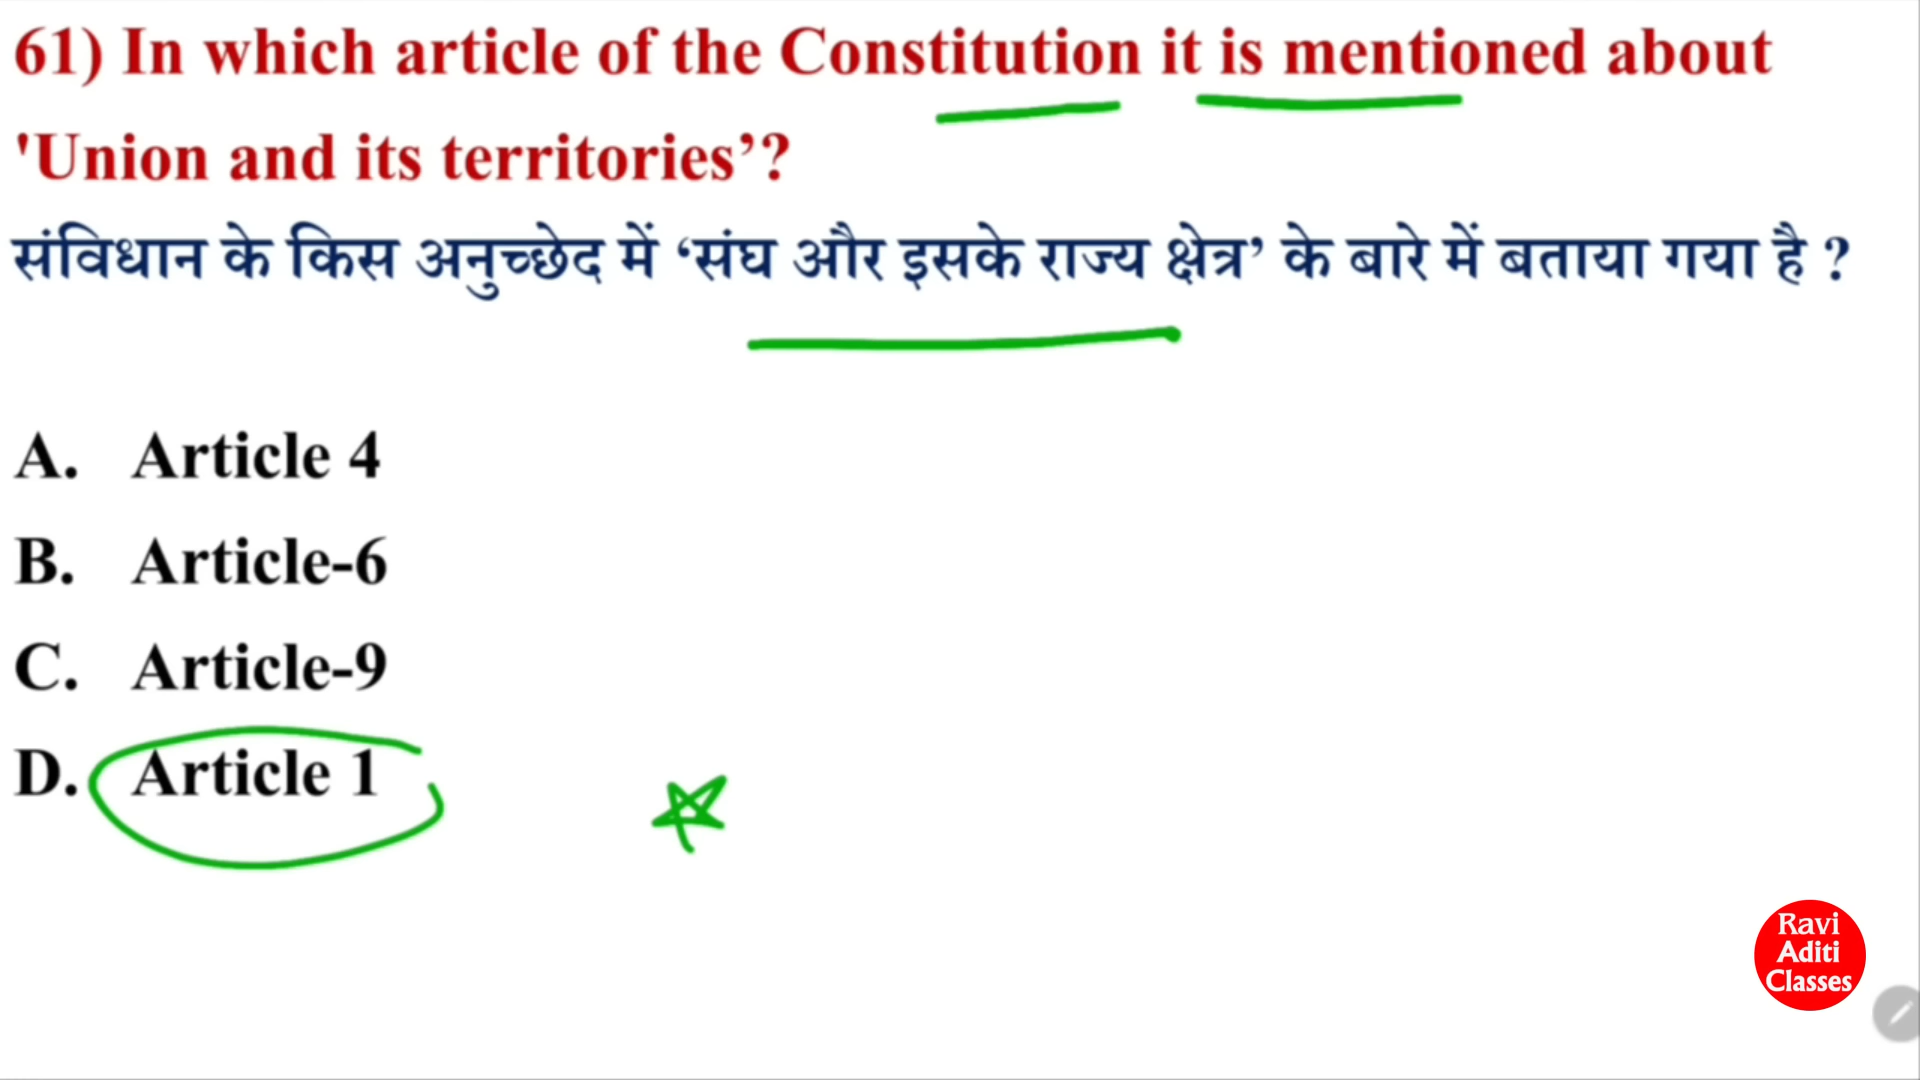 61) In which article of the Constitution it is mentioned about
'Union and its territories’?
संविधान के किस अनुच्छेद में ‘संघ और इसके राज्य क्षेत्र’ के बारे में बताया गया है ?
A. Article 4
B. Article-6
C. Article-9
D. Article 1
Ravi
Aditi
Classes